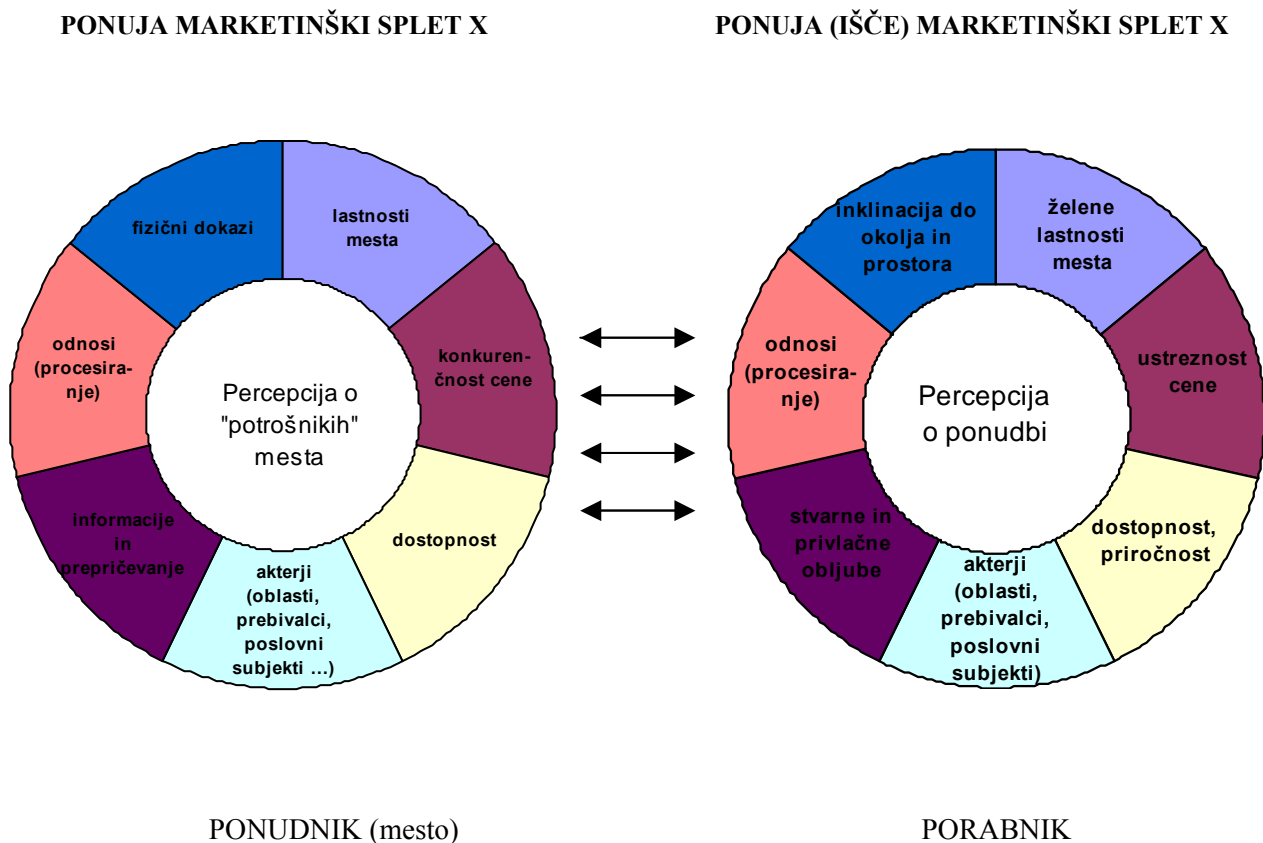 PONUJA MARKETINŠKI SPLET X
PONUJA (IŠČE) MARKETINŠKI SPLET X
fizični dokazi
lastnosti
mesta
odnosi
(procesira-
nje)
konkuren-
čnost cene
Percepcija o
"potrošnikih"
mesta
informacije
in
prepričevanje
dostopnost
akterji
(oblasti,
prebivalci,
poslovni
subjekti ...)
inklinacija do
okolja in
prostora
želene
lastnosti
mesta
odnosi
(procesira-
nje)
ustreznost
cene
Percepcija
o ponudbi
stvarne in
privlačne
obljube
dostopnost,
priročnost
akterji
(oblasti,
prebivalci,
poslovni
subjekti)
PONUDNIK (mesto)
PORABNIK